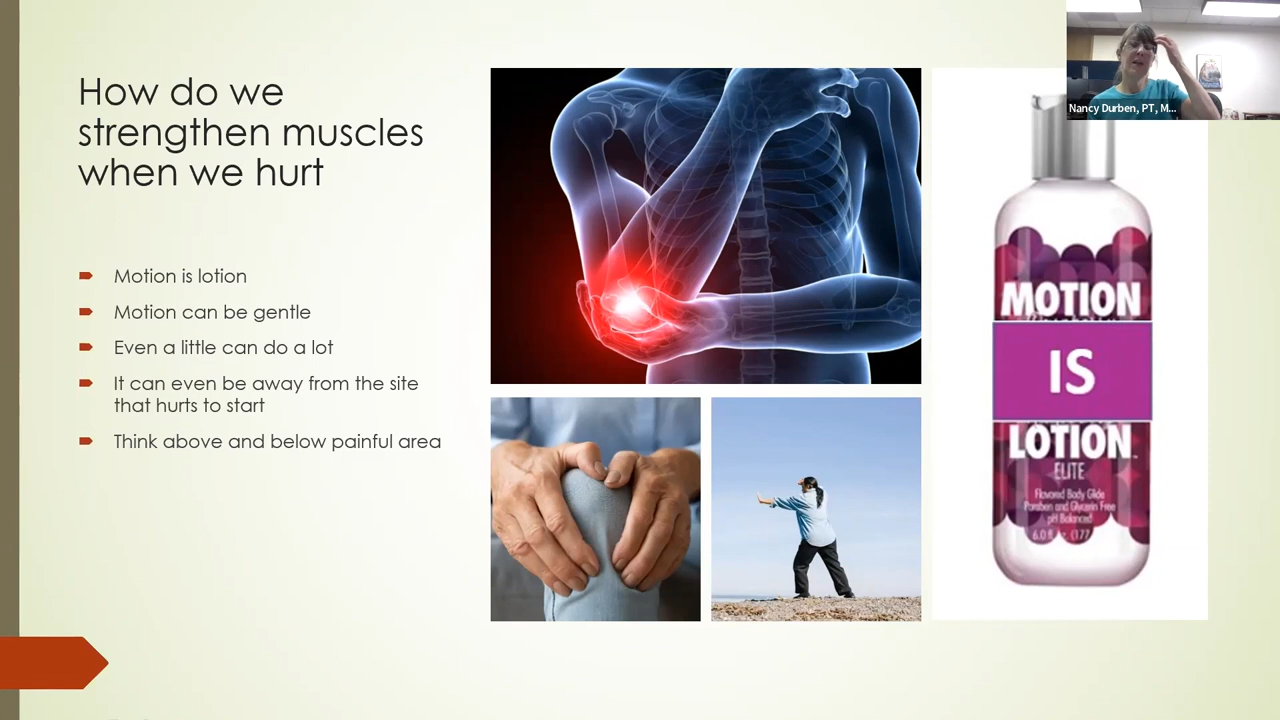 How do we
strengthen muscles
when we hurt
Motion is lotion
Motion can be gentle
Even a little can do a lot
It can even be away from the site
that hurts to start
Think above and below painful area
Nancy Durben, PT, M...
MOTION
IS
LOTION
ELITE
Flavored Body Glide
Paraben and Glycerin Free
pH Balanced
6.0 fl (177